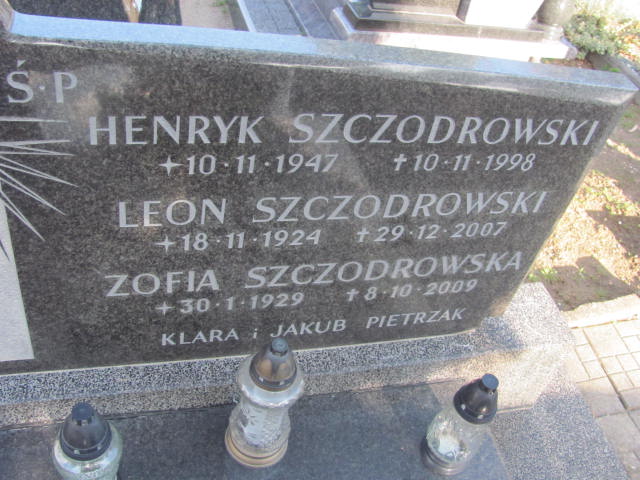 Ś·P
HENRYK SZCZODROWSKI
+10·11·1947 †10·11·1998
LEON SZCZODROWSKI
+18·11·1924 †29·12·2007
ZOFIA SZCZODROWSKA
+30·1·1929 †8·10·2009
KLARA i JAKUB PIETRZAK